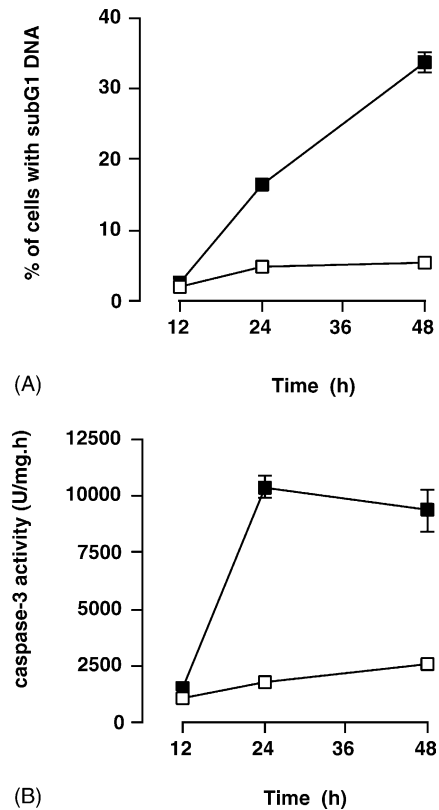 % of cells with subG1 DNA
40
30
20
10
0
12 24 36 48
(A) Time (h)
caspase-3 activity (U/mg.h)
12500
10000
7500
5000
2500
0
12 24 36 48
(B) Time (h)